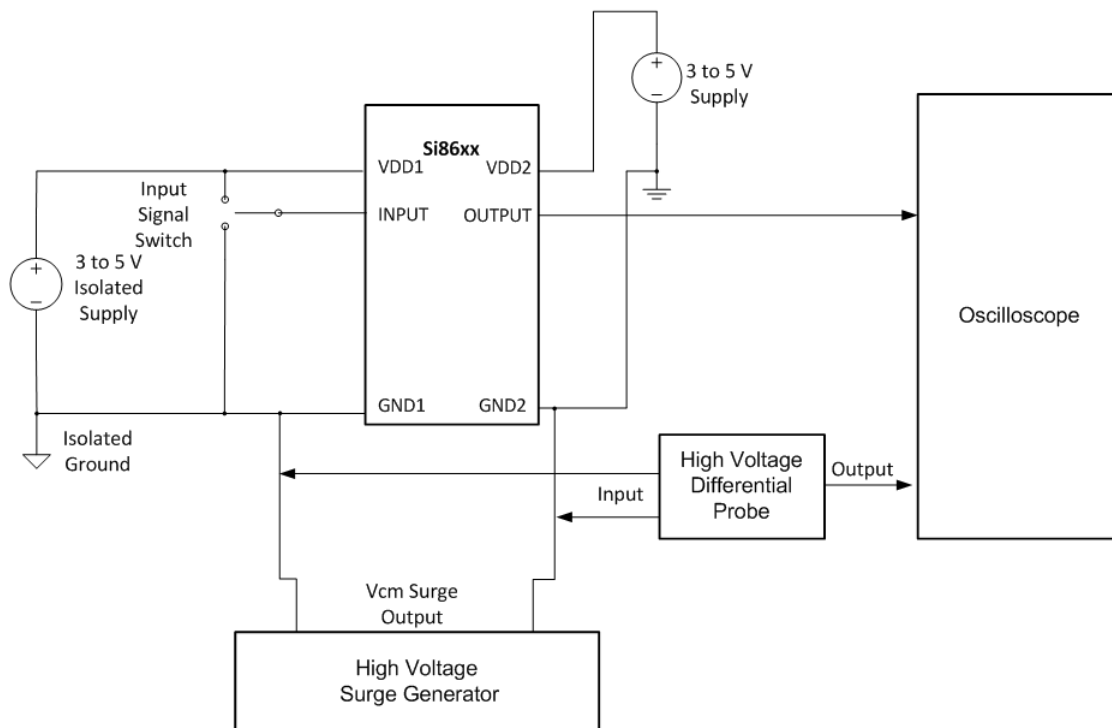 3 to 5 V
Supply
Si86xx
VDD1
VDD2
Input
Signal
Switch
INPUT
OUTPUT
3 to 5 V
Isolated
Supply
Oscilloscope
GND1
GND2
Isolated
Ground
High Voltage
Differential
Probe
Output
Input
Vcm Surge
Output
High Voltage
Surge Generator